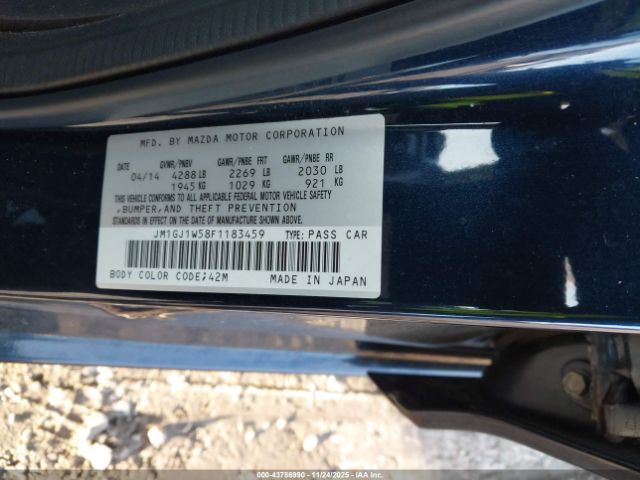 MFD. BY MAZDA MOTOR CORPORATION
DATE GVWR/PNBV GAWR/PNBE FRT GAWR/PNBE RR
04/14 4288 LB 2269 LB 2030 LB
1945 KG 1029 KG 921 KG
THIS VEHICLE CONFORMS TO ALL APPLICABLE FEDERAL MOTOR VEHICLE SAFETY
,BUMPER,AND THEFT PREVENTION
STANDARDS IN EFFECT ON THE DATE OF MANUFACTURE SHOWN ABOVE.
JM1GJ1W58F1183459 TYPE: PASS CAR
BODY COLOR CODE;42M MADE IN JAPAN
000-43786990 - 11/24/2025 - COPYRIGHT IAA, LLC